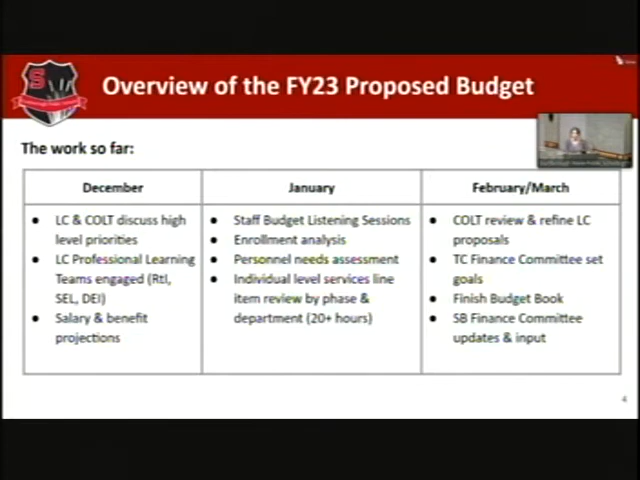 Overview of the FY23 Proposed Budget
The work so far:
December
January
February/March
● LC & COLT discuss high
level priorities
● LC Professional Learning
Teams engaged (RtI,
SEL, DEI)
● Salary & benefit
projections
● Staff Budget Listening Sessions
● Enrollment analysis
● Personnel needs assessment
● Individual level services line
item review by phase &
department (20+ hours)
● COLT review & refine LC
proposals
● TC Finance Committee set
goals
● Finish Budget Book
● SB Finance Committee
updates & input
4
S